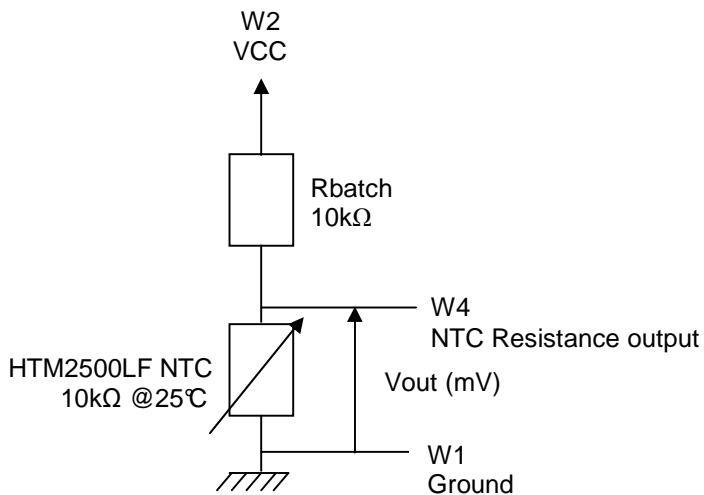 W2
VCC
Rbatch
10kΩ
W4
NTC Resistance output
HTM2500LF NTC
10kΩ @25℃
Vout (mV)
W1
Ground